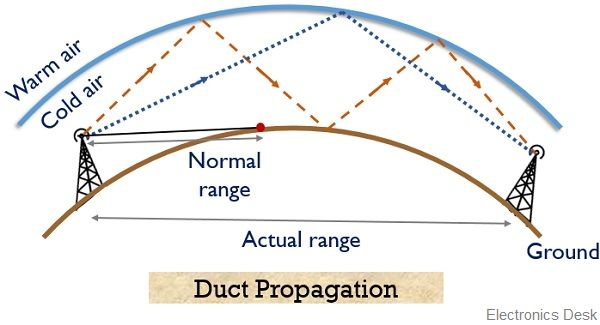 Warm air
Cold air
Normal
range
Actual range
Ground
Duct Propagation
Electronics Desk